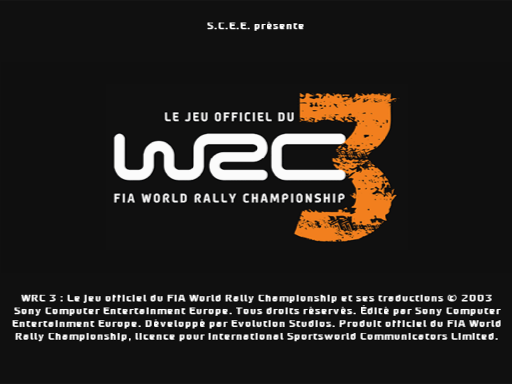 S.C.E.E. présente
LE JEU OFFICIEL DU
WRC 3
FIA WORLD RALLY CHAMPIONSHIP
WRC 3 : Le jeu officiel du FIA World Rally Championship et ses traductions © 2003
Sony Computer Entertainment Europe. Tous droits réservés. Édité par Sony Computer
Entertainment Europe. Développé par Evolution Studios. Produit officiel du FIA World
Rally Championship, licence pour International Sportsworld Communicators Limited.